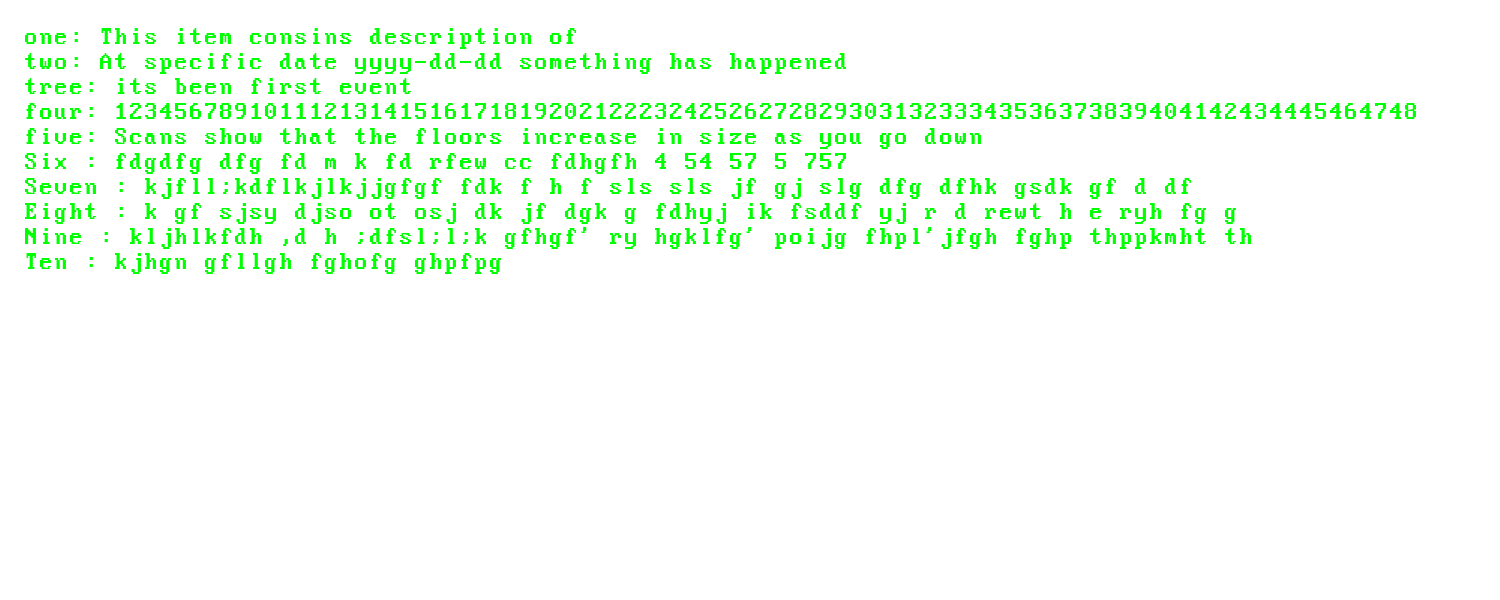 one: This item consins description of
two: At specific date yyyy-dd-dd something has happened
tree: its been first event
four: 123456789101112131415161718192021222324252627282930313233343536373839404142434445464748
five: Scans show that the floors increase in size as you go down
Six : fdgdfg dfg fd m k fd rfew cc fdhgfh 4 54 57 5 757
Seven : kjfll;kdflkjlkjjgfgf fdk f h f sls sls jf gj slg dfg dfhk gsdk gf d df
Eight : k gf sjsy djso ot osj dk jf dgk g fdhyj ik fsddf yj r d rewt h e ryh fg g
Nine : kljhlkfdh ,d h ;dfsl;l;k gfhgf' ry hgklfg' poijg fhpl'jfgh fghp thppkmht th
Ten : kjhgn gfllgh fghofg ghpfpg